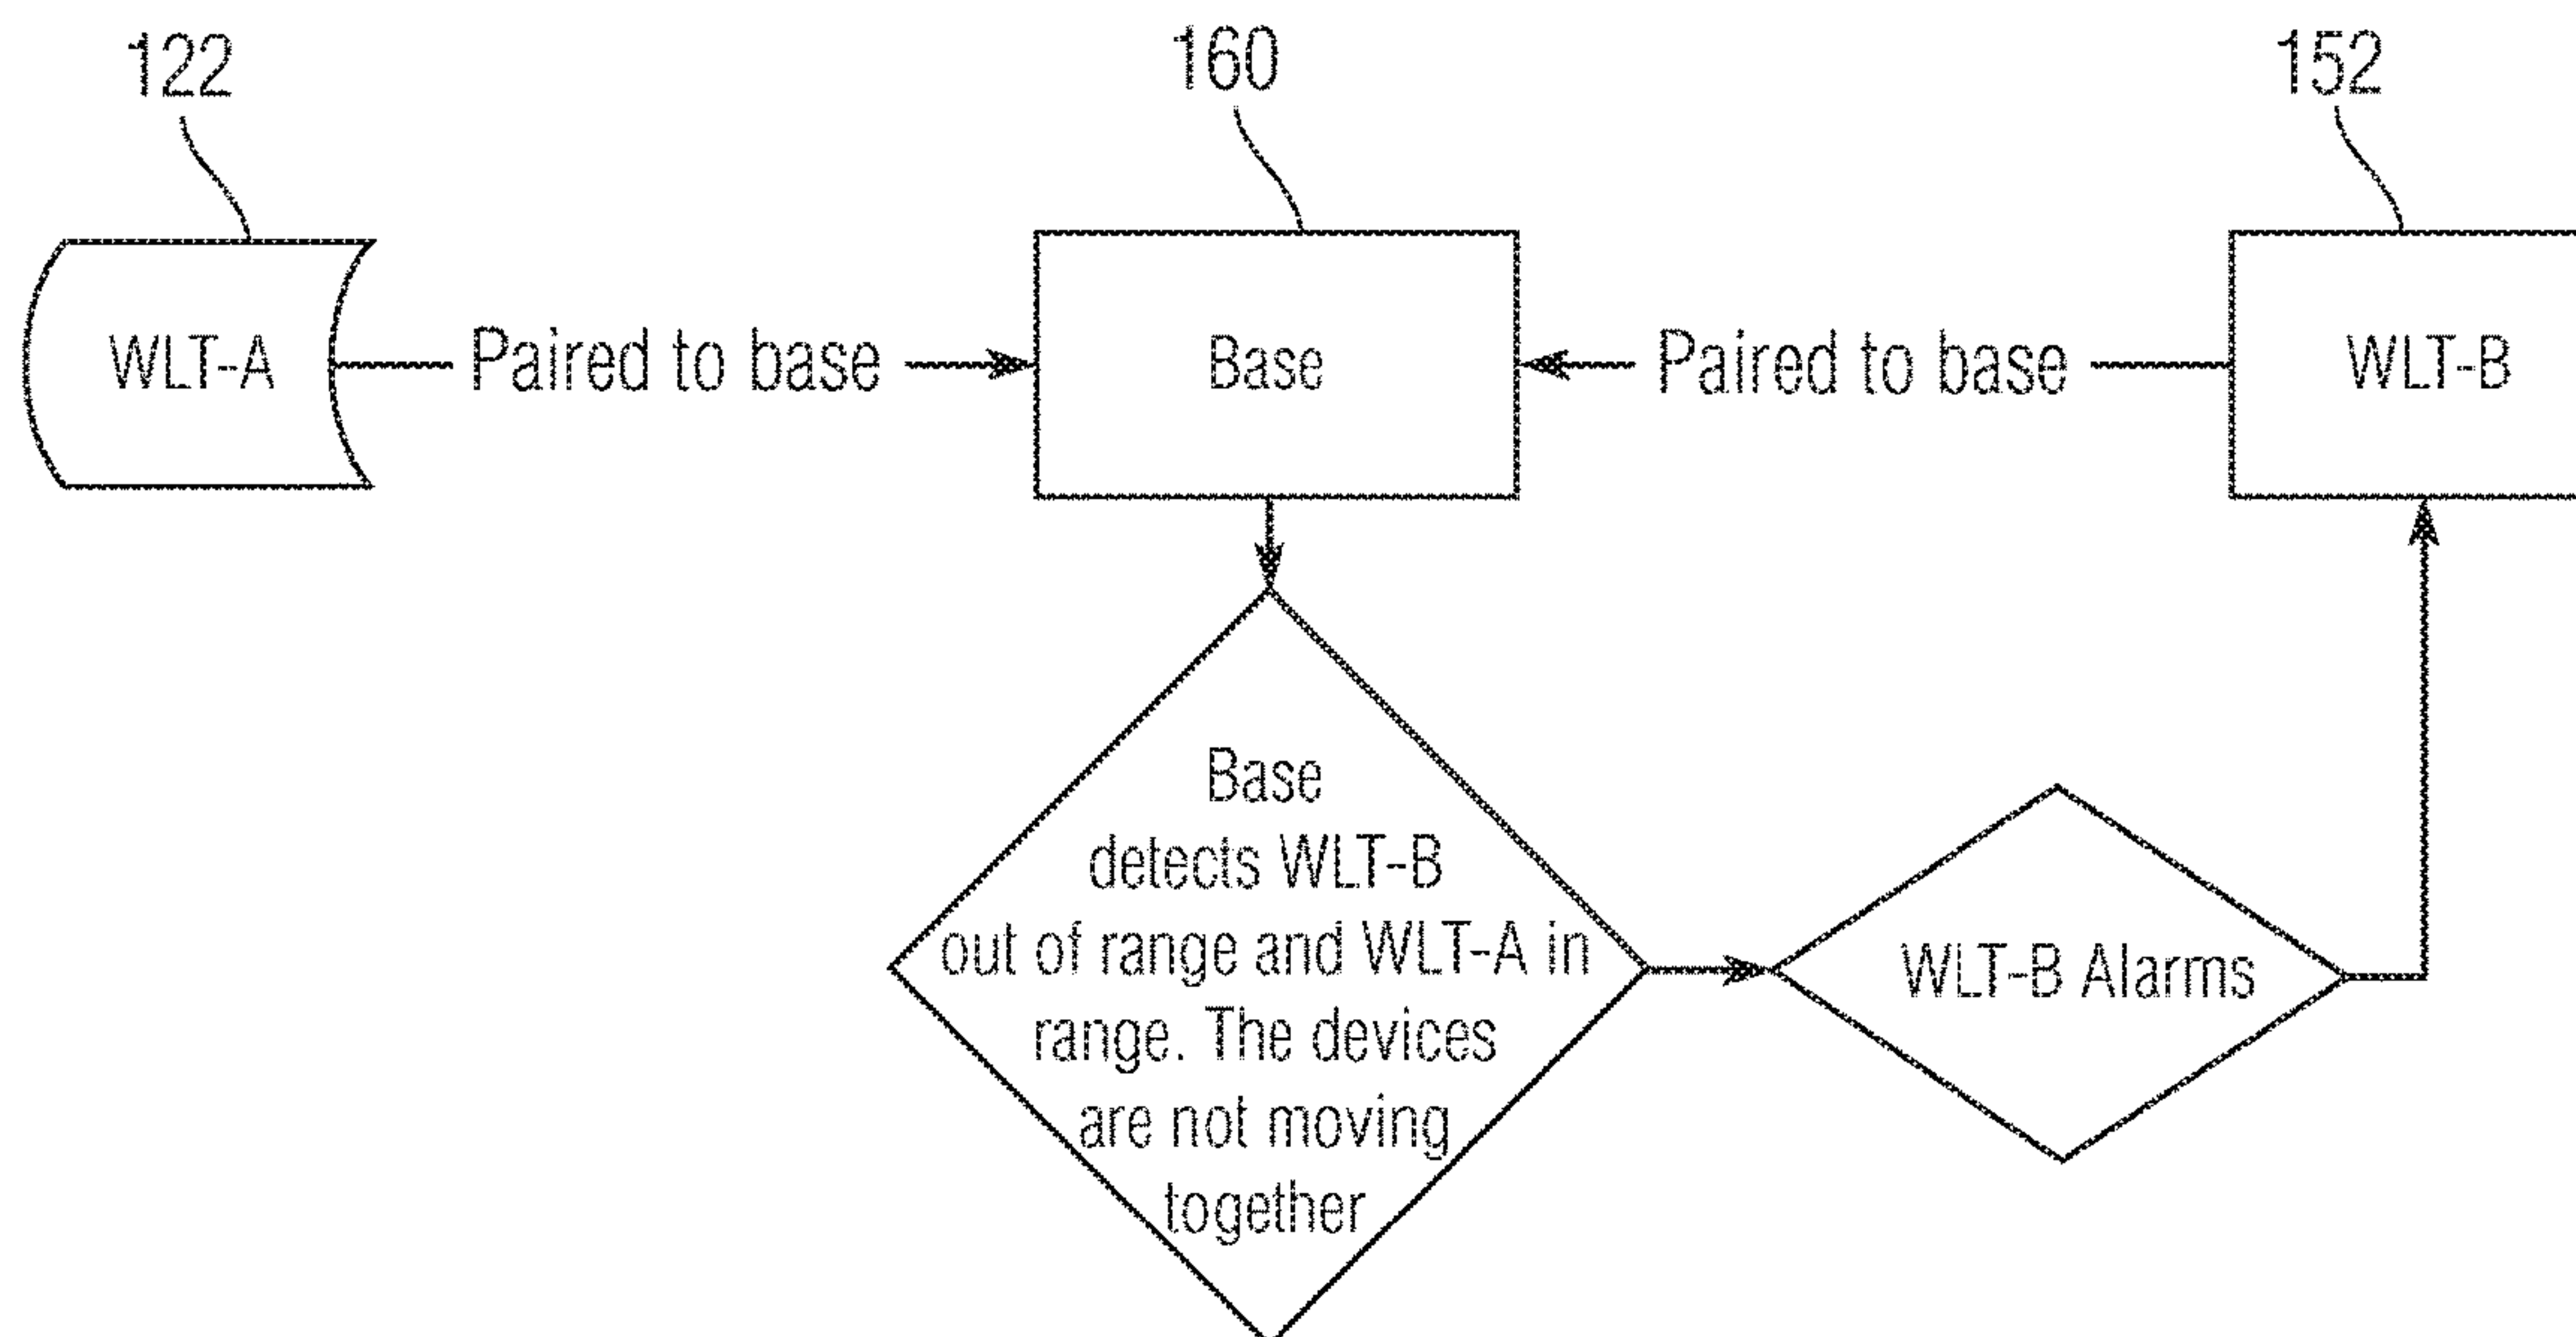 122
160
152
WLT-A
Paired to base
Base
Paired to base
WLT-B
Base
detects WLT-B
out of range and WLT-A in
range. The devices
are not moving
together
WLT-B Alarms